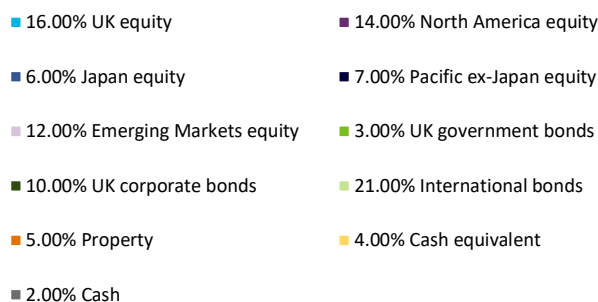 16.00% UK equity
14.00% North America equity
6.00% Japan equity
7.00% Pacific ex-Japan equity
12.00% Emerging Markets equity
3.00% UK government bonds
10.00% UK corporate bonds
21.00% International bonds
5.00% Property
4.00% Cash equivalent
2.00% Cash